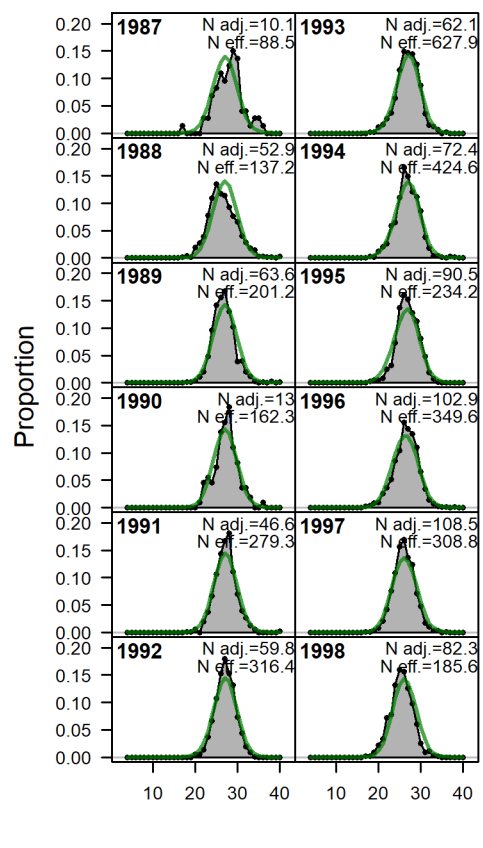 1987
N adj.=10.1
N eff.=88.5
1993
N adj.=62.1
N eff.=627.9
0.20
0.15
0.10
0.05
0.00
1988
N adj.=52.9
N eff.=137.2
1994
N adj.=72.4
N eff.=424.6
0.20
0.15
0.10
0.05
0.00
1989
N adj.=63.6
N eff.=201.2
1995
N adj.=90.5
N eff.=234.2
0.20
0.15
0.10
0.05
0.00
Proportion
1990
N adj.=13
N eff.=162.3
1996
N adj.=102.9
N eff.=349.6
0.20
0.15
0.10
0.05
0.00
1991
N adj.=46.6
N eff.=279.3
1997
N adj.=108.5
N eff.=308.8
0.20
0.15
0.10
0.05
0.00
1992
N adj.=59.8
N eff.=316.4
1998
N adj.=82.3
N eff.=185.6
0.20
0.15
0.10
0.05
0.00
10 20 30 40 10 20 30 40